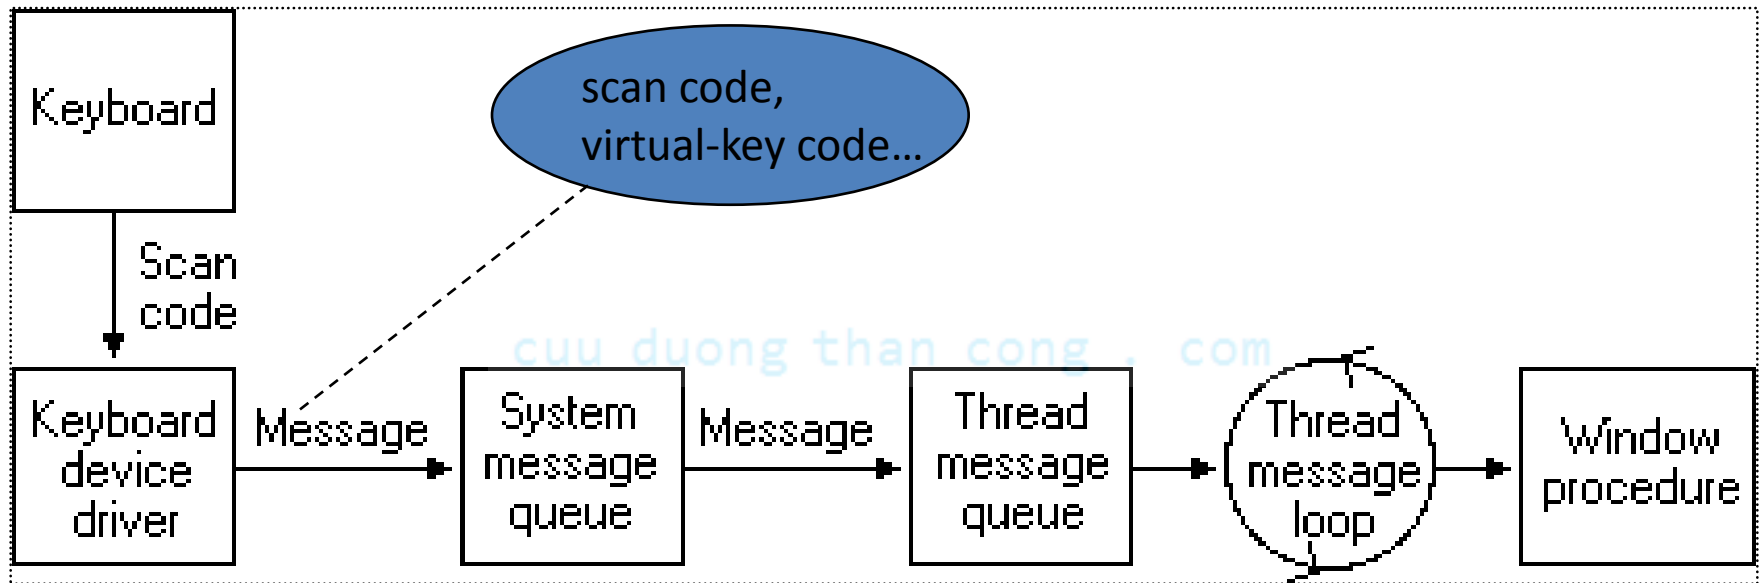 Keyboard
scan code,
virtual-key code...
Scan
code
cuu duong than cong . com
Keyboard
device
driver
Message
System
message
queue
Message
Thread
message
queue
Thread
message
loop
Window
procedure